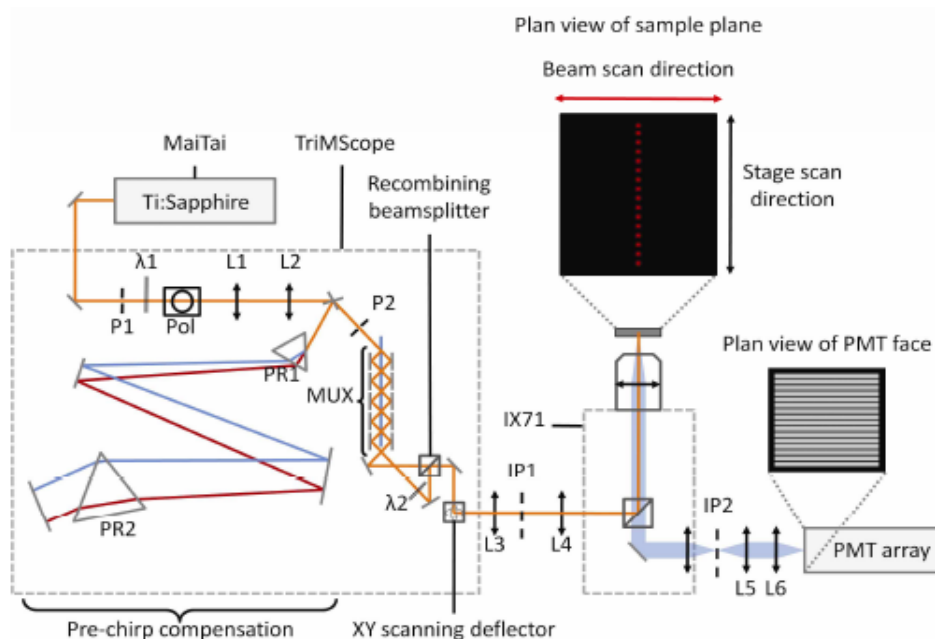 Plan view of sample plane
Beam scan direction
MaiTai
TriMScope
Recombining
beamsplitter
Ti:Sapphire
Stage scan
direction
λ1
L1
L2
P1
Pol
P2
PR1
Plan view of PMT face
MUX
IX71
IP1
λ2
IP2
PR2
L3
L4
L5
L6
PMT array
Pre-chirp compensation
XY scanning deflector